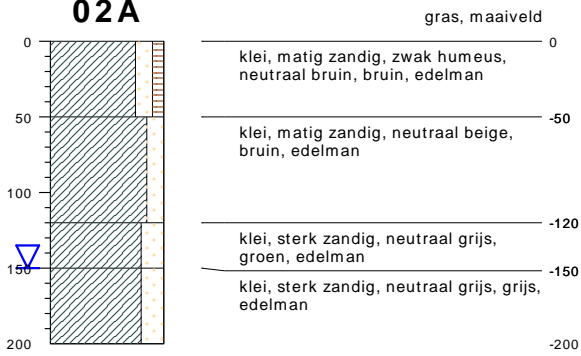 02A
gras, maaiveld
0
0
klei, matig zandig, zwak humeus,
neutraal bruin, bruin, edelman
50
-50
klei, matig zandig, neutraal beige,
bruin, edelman
100
-120
klei, sterk zandig, neutraal grijs,
groen, edelman
150
-150
klei, sterk zandig, neutraal grijs, grijs,
edelman
200
-200